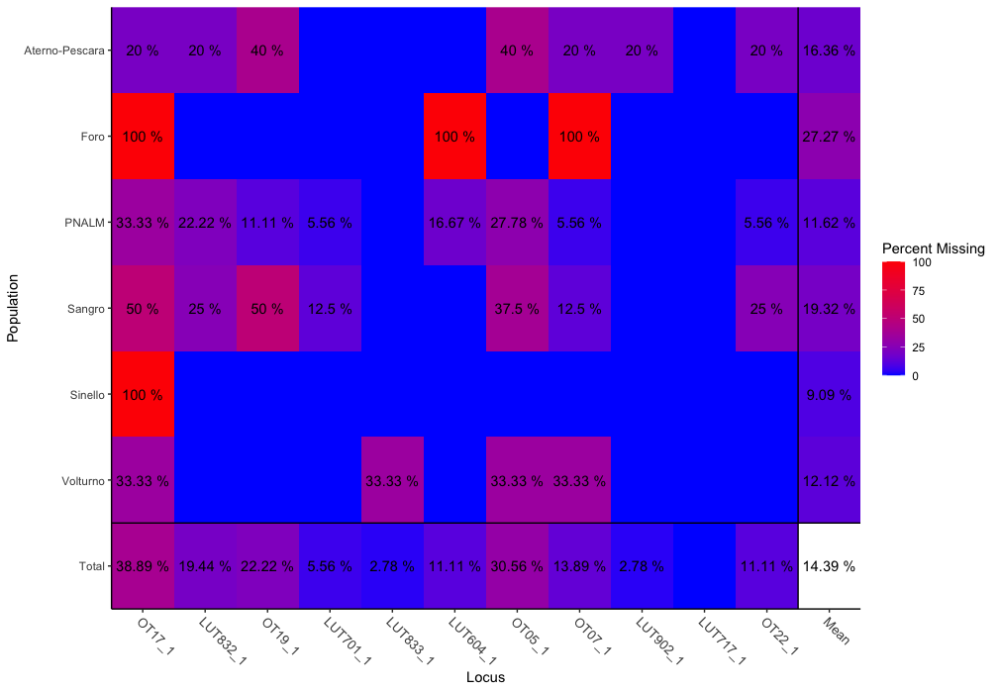 Aterno-Pescara 20 % 20 % 40 % 40 % 20 % 20 % 20 % 16.36 %
Foro 100 % 100 % 100 % 27.27 %
PNALM 33.33 % 22.22 % 11.11 % 5.56 % 16.67 % 27.78 % 5.56 % 5.56 % 11.62 %
Sangro 50 % 25 % 50 % 12.5 % 37.5 % 12.5 % 25 % 19.32 %
Sinello 100 % 9.09 %
Volturno 33.33 % 33.33 % 33.33 % 33.33 % 12.12 %
Total 38.89 % 19.44 % 22.22 % 5.56 % 2.78 % 11.11 % 30.56 % 13.89 % 2.78 % 11.11 % 14.39 %
OT17_1 LUT832_1 OT19_1 LUT701_1 LUT833_1 LUT604_1 OT05_1 OT07_1 LUT902_1 LUT717_1 OT22_1 Mean
Locus
Population
Percent Missing
100
75
50
25
0